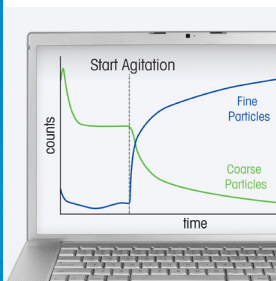 Start Agitation
Fine
Particles
counts
Coarse
Particles
time